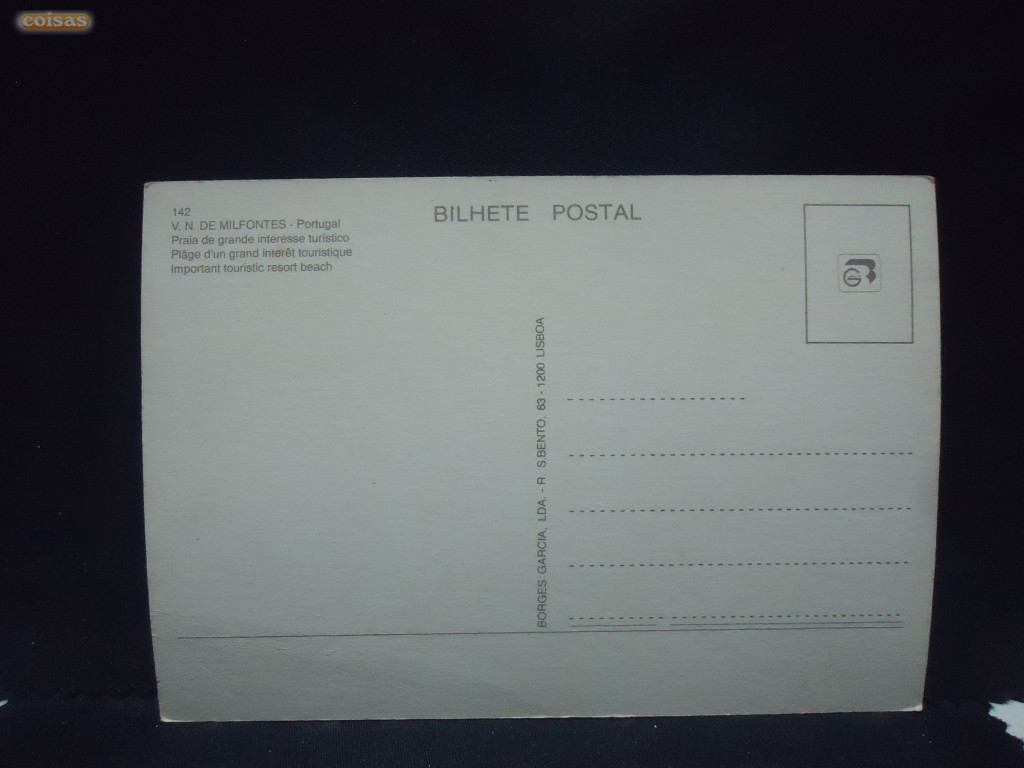 coisas
142
V. N. DE MILFONTES - Portugal
Praia de grande interesse turístico
Plâge d'un grand interêt touristique
Important touristic resort beach
BILHETE POSTAL
BORGES GARCIA, LDA. - R. S.BENTO, 63 - 1200 LISBOA